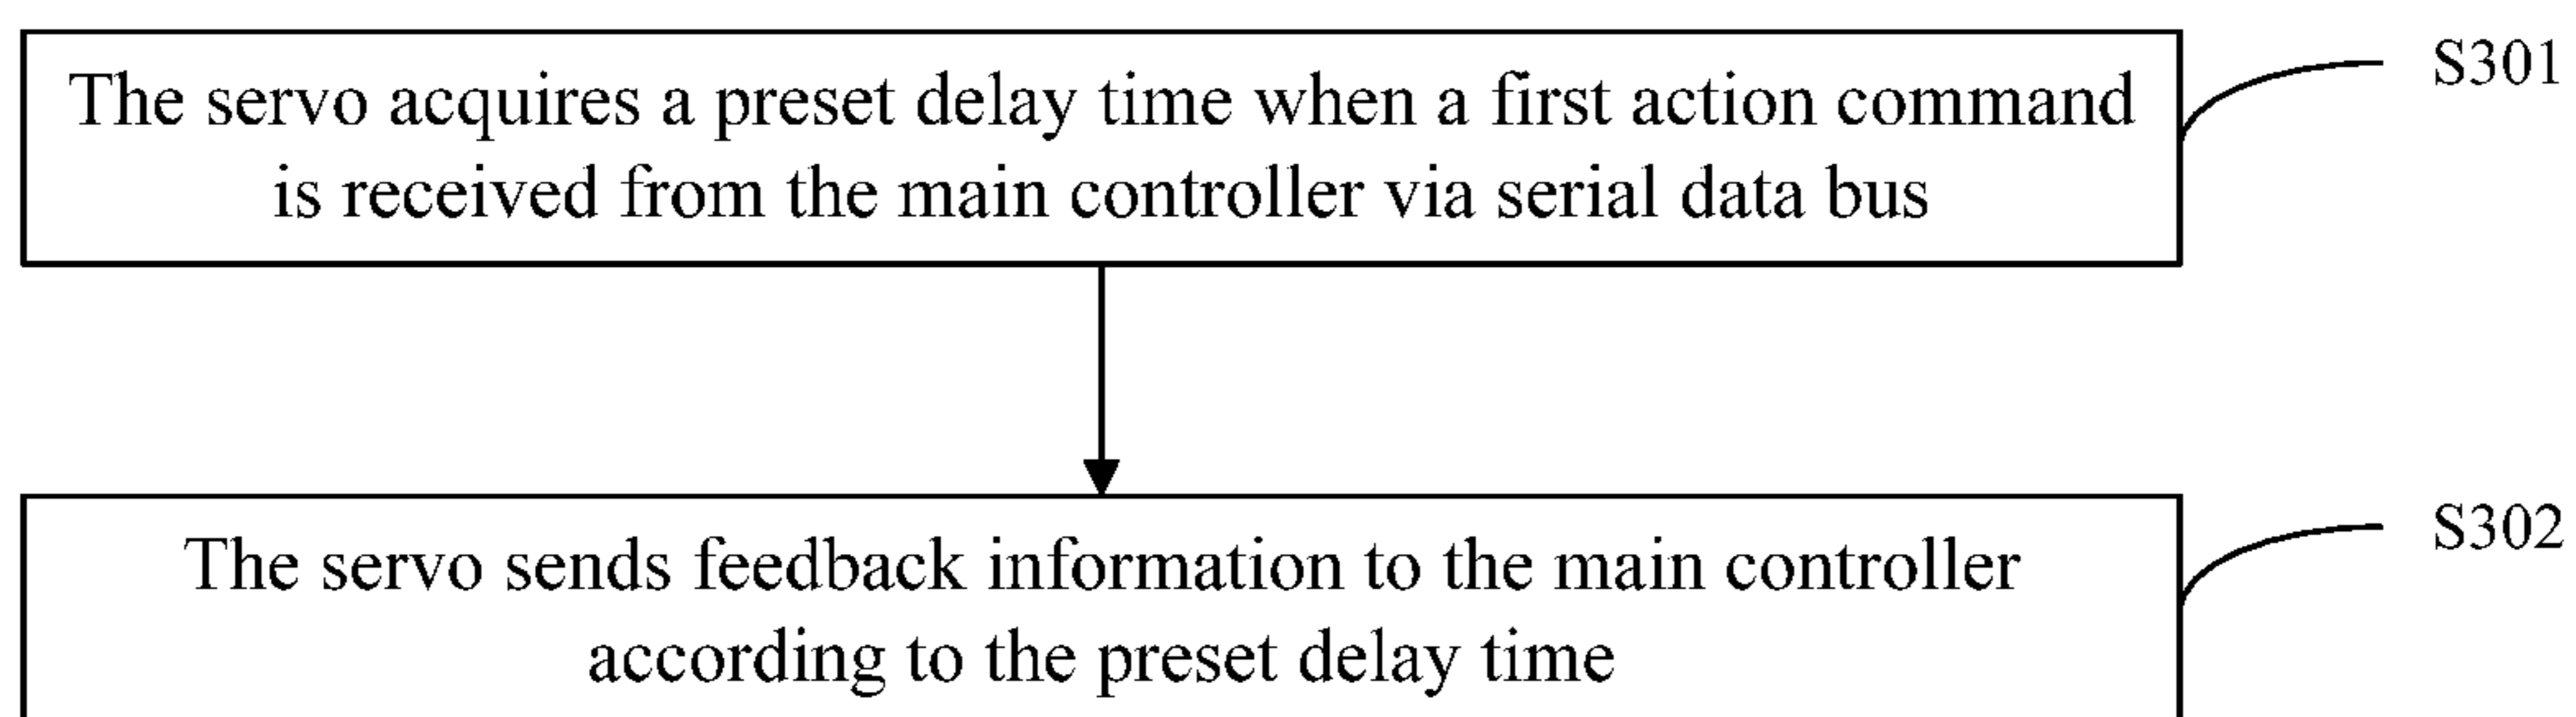 The servo acquires a preset delay time when a first action command
is received from the main controller via serial data bus
S301
The servo sends feedback information to the main controller
according to the preset delay time
S302